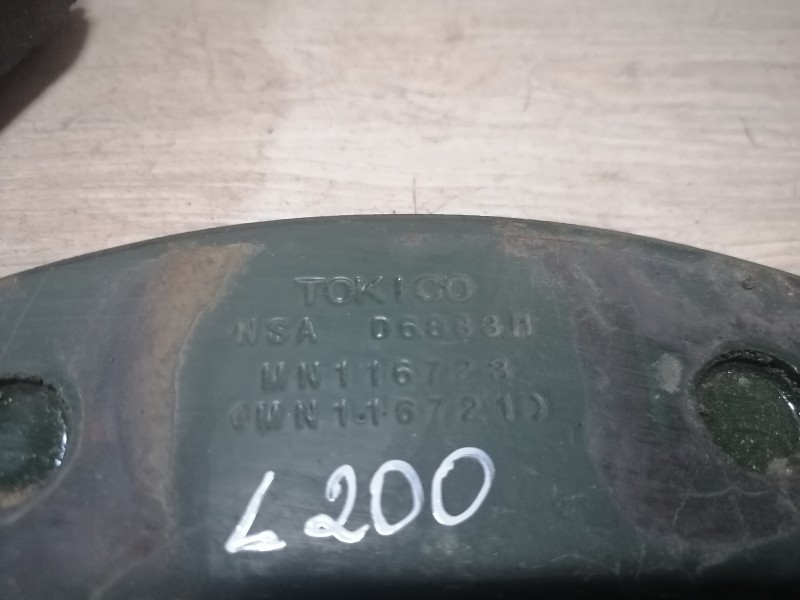 TOKICO
NSA D6888H
MN116723
(MN116721)
L200